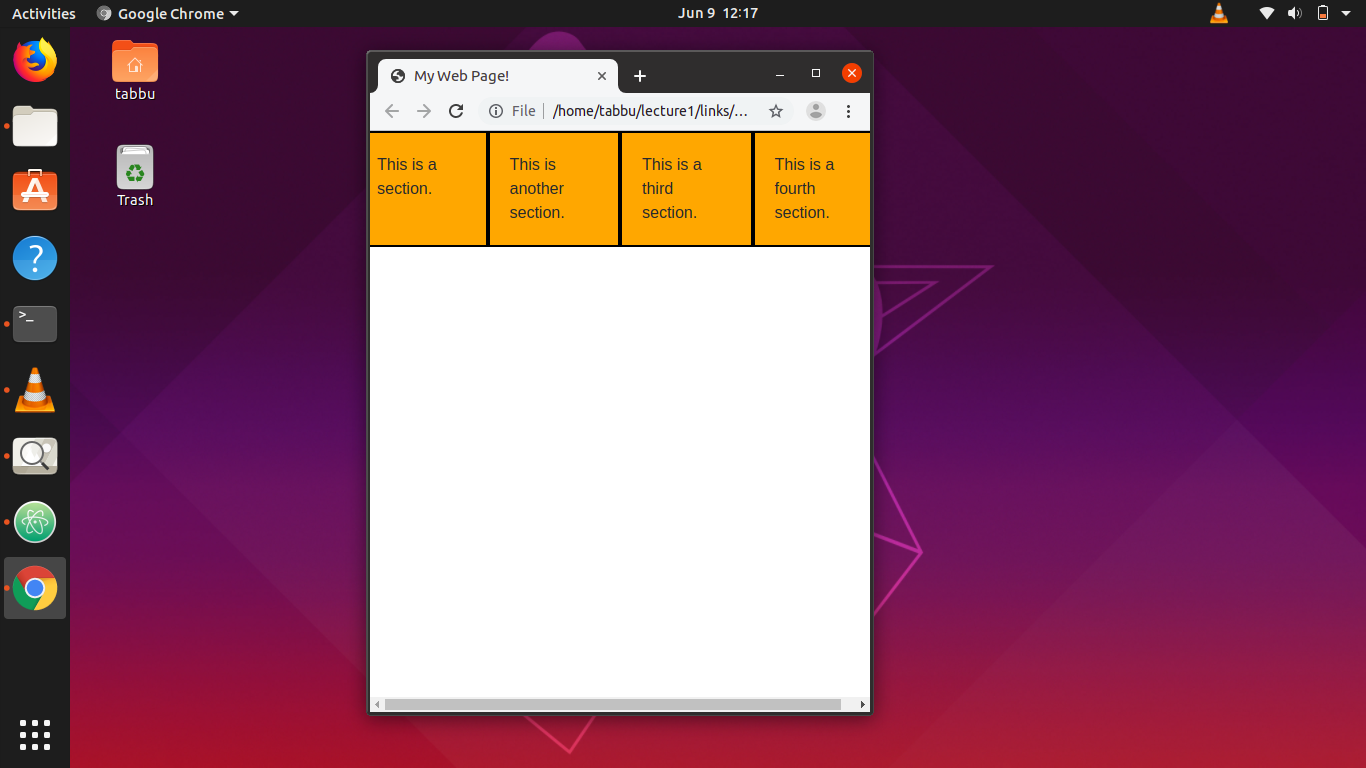 Activities Google Chrome Jun 9 12:17
tabbu
Trash
>_
?
My Web Page!
File /home/tabbu/lecture1/links/...
This is a
section.
This is
another
section.
This is a
third
section.
This is a
fourth
section.